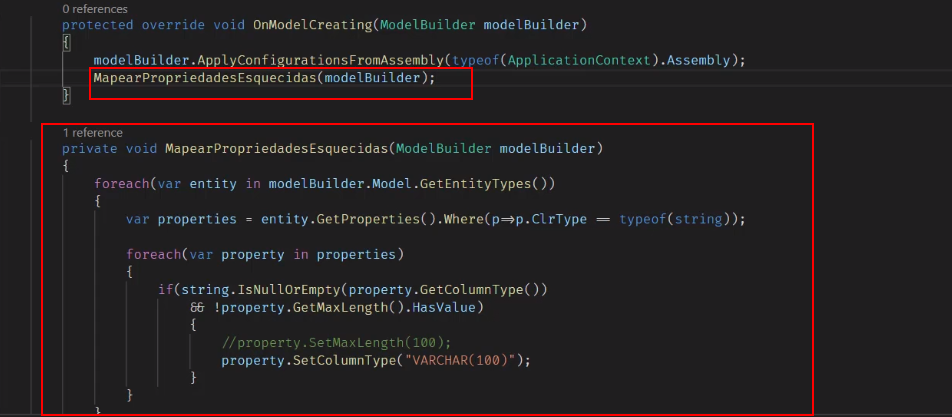 0 references
protected override void OnModelCreating(ModelBuilder modelBuilder)
{
modelBuilder.ApplyConfigurationsFromAssembly(typeof(ApplicationContext).Assembly);
MapearPropriedadesEsquecidas(modelBuilder);
}
1 reference
private void MapearPropriedadesEsquecidas(ModelBuilder modelBuilder)
{
foreach(var entity in modelBuilder.Model.GetEntityTypes())
{
var properties = entity.GetProperties().Where(p=>p.ClrType == typeof(string));
foreach(var property in properties)
{
if(string.IsNullOrEmpty(property.GetColumnType())
&& !property.GetMaxLength().HasValue)
{
//property.SetMaxLength(100);
property.SetColumnType("VARCHAR(100)");
}
}
}